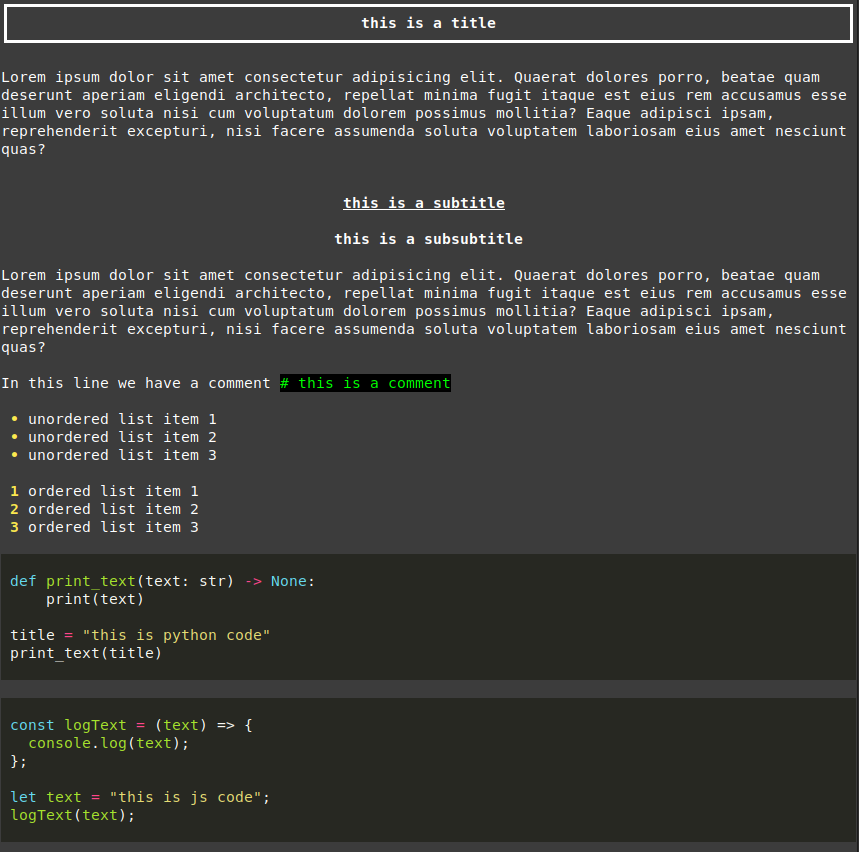 this is a title
Lorem ipsum dolor sit amet consectetur adipisicing elit. Quaerat dolores porro, beatae quam
deserunt aperiam eligendi architecto, repellat minima fugit itaque est eius rem accusamus esse
illum vero soluta nisi cum voluptatum dolorem possimus mollitia? Eaque adipisci ipsam,
reprehenderit excepturi, nisi facere assumenda soluta voluptatem laboriosam eius amet nesciunt
quas?
this is a subtitle
this is a subsubtitle
Lorem ipsum dolor sit amet consectetur adipisicing elit. Quaerat dolores porro, beatae quam
deserunt aperiam eligendi architecto, repellat minima fugit itaque est eius rem accusamus esse
illum vero soluta nisi cum voluptatum dolorem possimus mollitia? Eaque adipisci ipsam,
reprehenderit excepturi, nisi facere assumenda soluta voluptatem laboriosam eius amet nesciunt
quas?
In this line we have a comment # this is a comment
• unordered list item 1
• unordered list item 2
• unordered list item 3
1 ordered list item 1
2 ordered list item 2
3 ordered list item 3
def print_text(text: str) -> None:
    print(text)
title = "this is python code"
print_text(title)
const logText = (text) => {
  console.log(text);
};
let text = "this is js code";
logText(text);